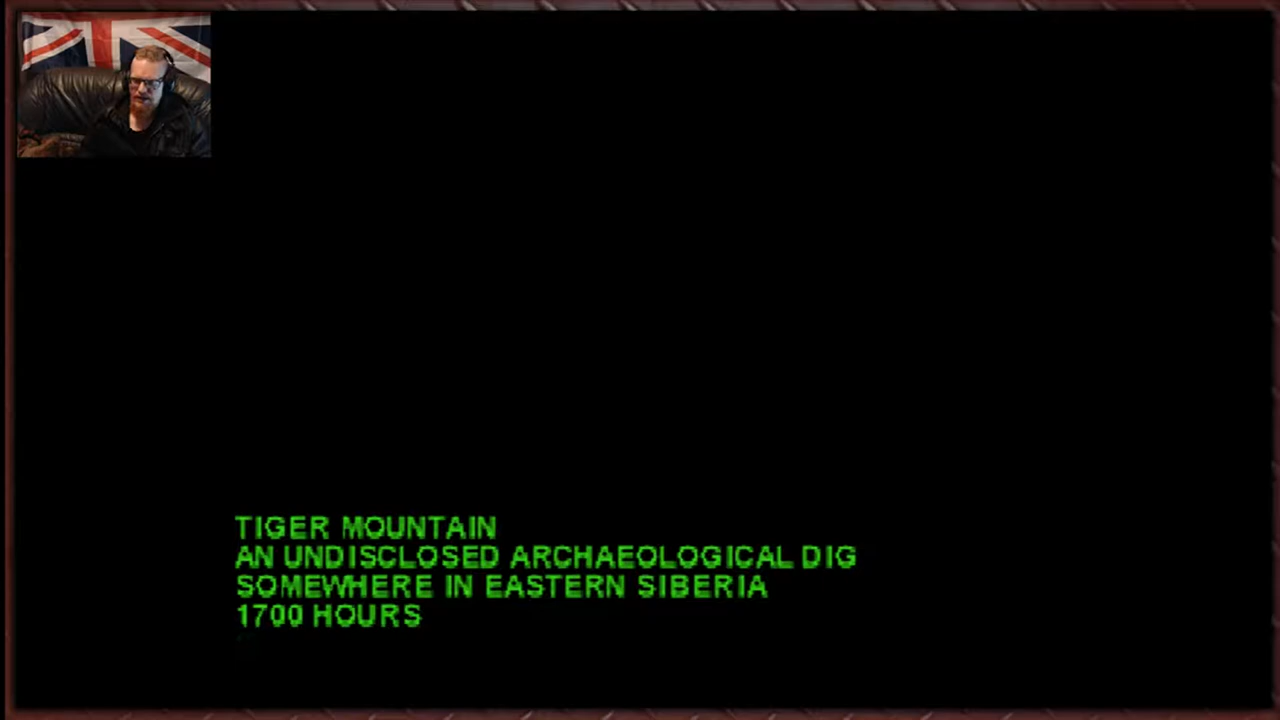 TIGER MOUNTAIN
AN UNDISCLOSED ARCHAEOLOGICAL DIG
SOMEWHERE IN EASTERN SIBERIA
1700 HOURS